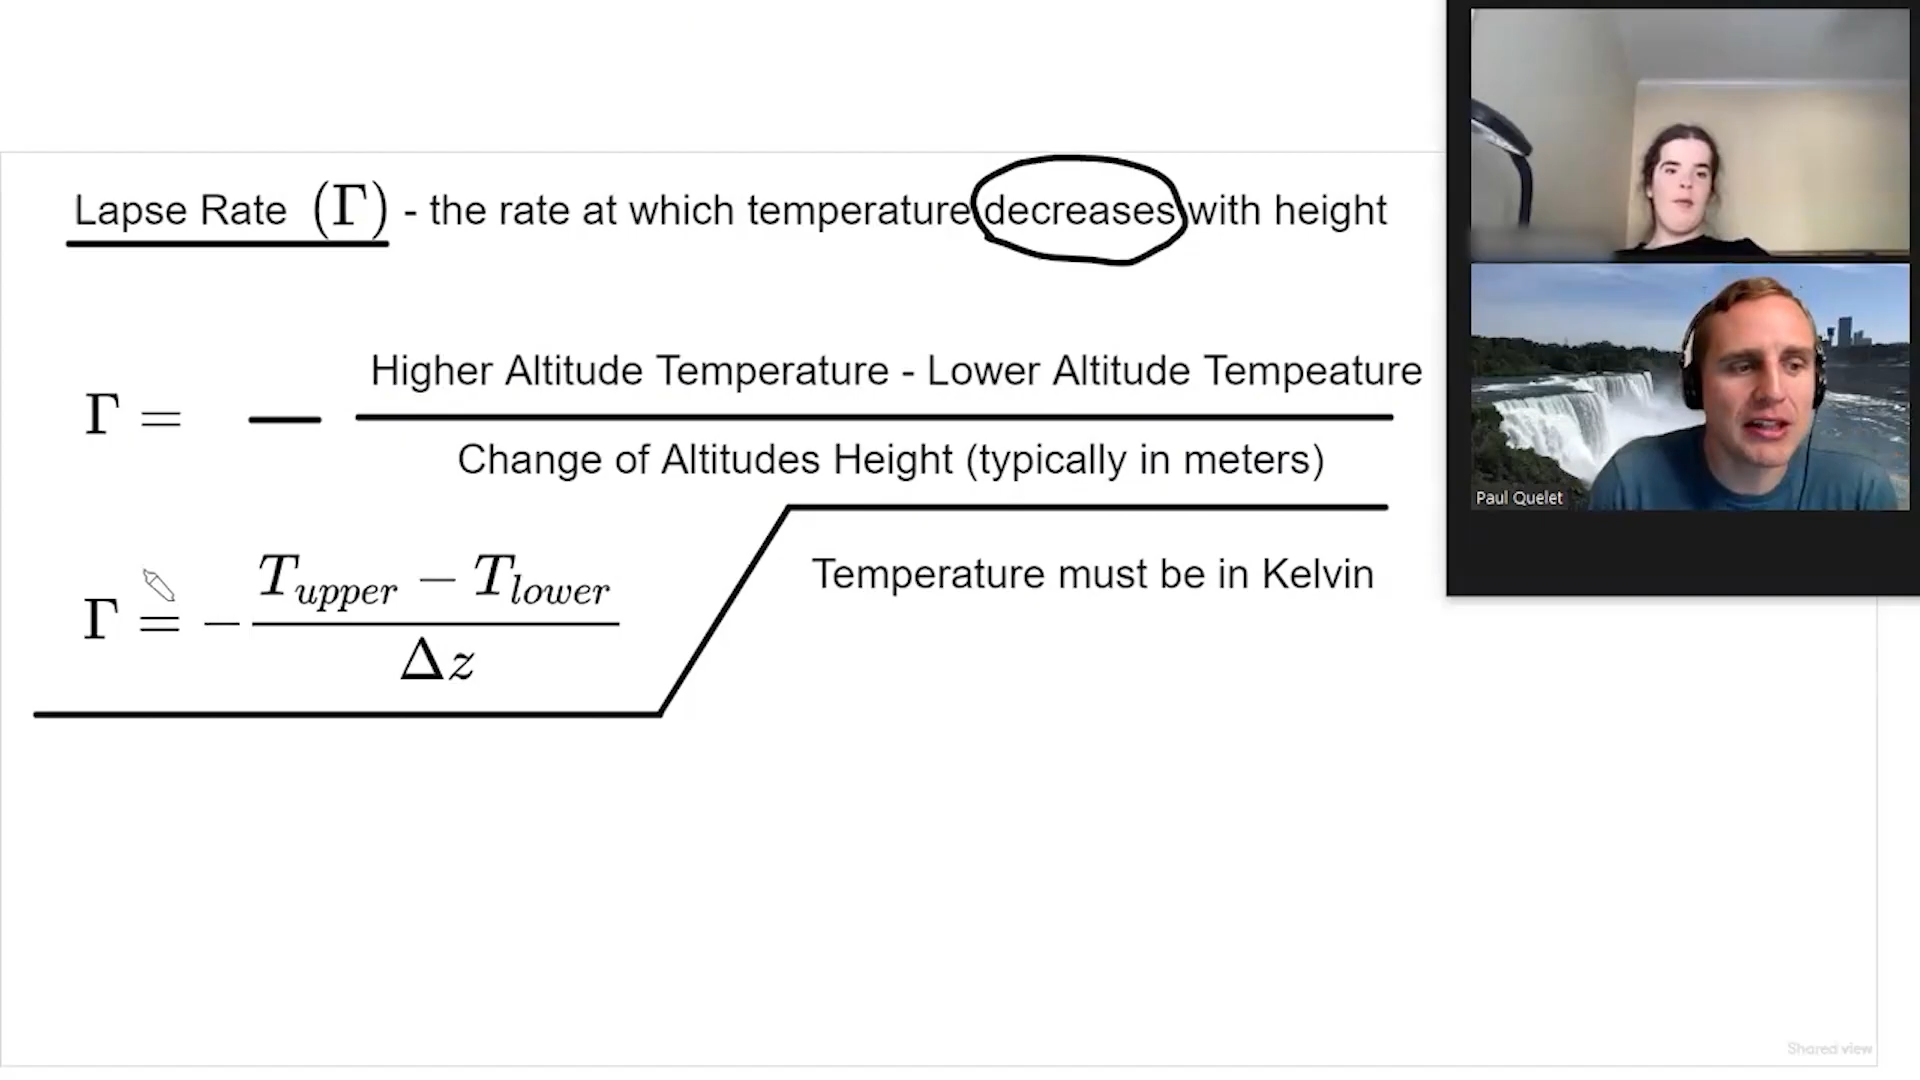 Lapse Rate (Γ) - the rate at which temperature decreases with height
Γ = — Higher Altitude Temperature - Lower Altitude Tempeature
Change of Altitudes Height (typically in meters)
Γ = - T_upper - T_lower
Δz
Temperature must be in Kelvin
Paul Quelet
Shared view